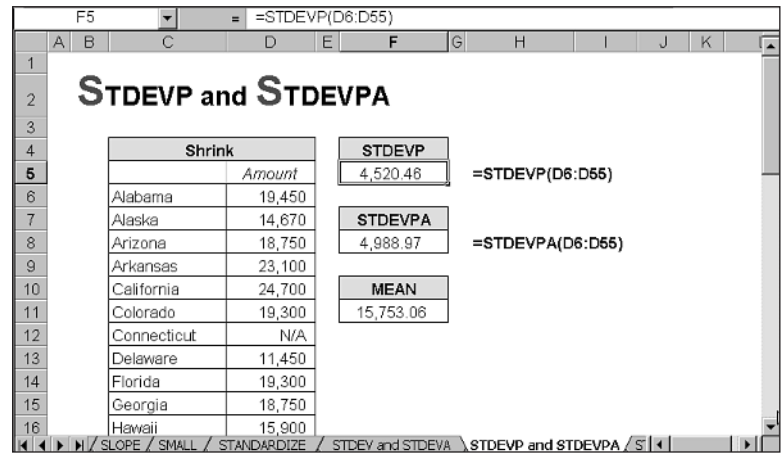 F5 = =STDEVP(D6:D55)
A B C D E F G H I J K
1
2 STDEVP and STDEVPA
3
4 Shrink STDEVP
5 Amount 4,520.46 =STDEVP(D6:D55)
6 Alabama 19,450
7 Alaska 14,670 STDEVPA
8 Arizona 18,750 4,988.97 =STDEVPA(D6:D55)
9 Arkansas 23,100
10 California 24,700 MEAN
11 Colorado 19,300 15,753.06
12 Connecticut N/A
13 Delaware 11,450
14 Florida 19,300
15 Georgia 18,750
16 Hawaii 15,900
SLOPE / SMALL / STANDARDIZE / STDEV and STDEVA \ STDEVP and STDEVPA / S